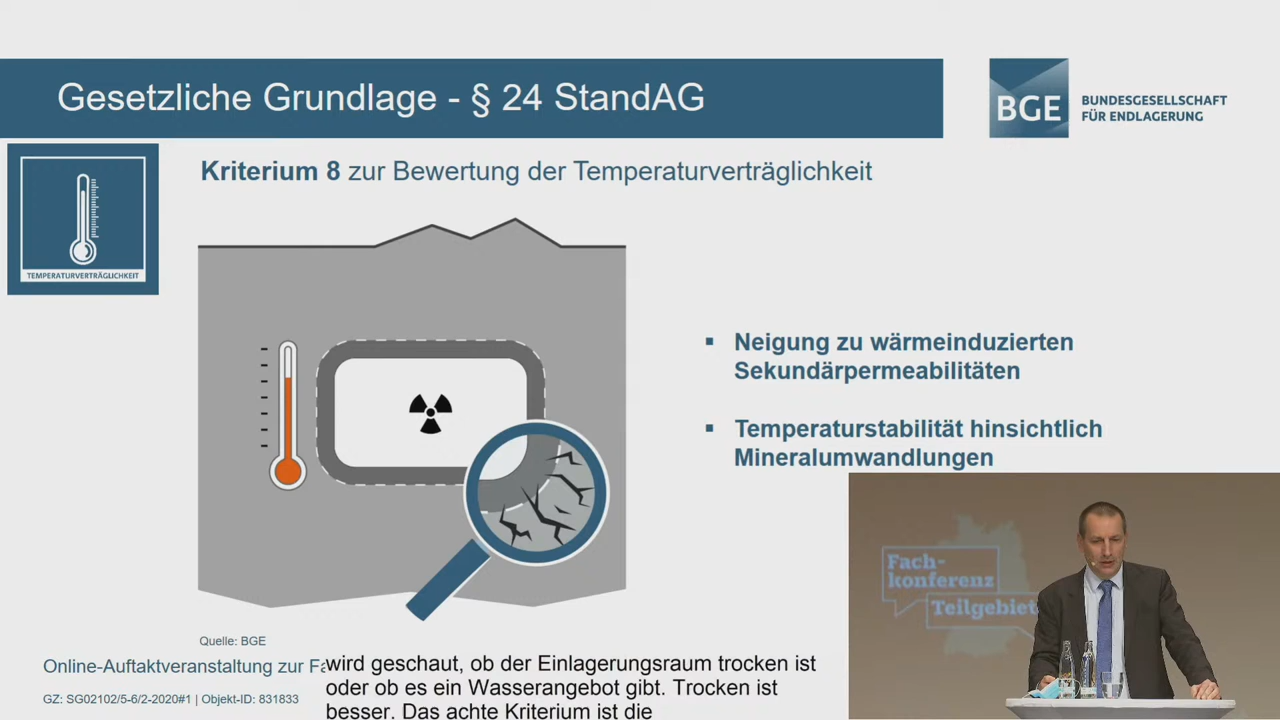 Gesetzliche Grundlage - § 24 StandAG
BGE
BUNDESGESELLSCHAFT
FÜR ENDLAGERUNG
TEMPERATURVERTRÄGLICHKEIT
Kriterium 8 zur Bewertung der Temperaturverträglichkeit
Neigung zu wärmeinduzierten
Sekundärpermeabilitäten
Temperaturstabilität hinsichtlich
Mineralumwandlungen
Fach-
konferenz
Teilgebiet
Quelle: BGE
Online-Auftaktveranstaltung zur
GZ: SG02102/5-6/2-2020#1 | Objekt-ID: 831833
wird geschaut, ob der Einlagerungsraum trocken ist
oder ob es ein Wasserangebot gibt. Trocken ist
besser. Das achte Kriterium ist die